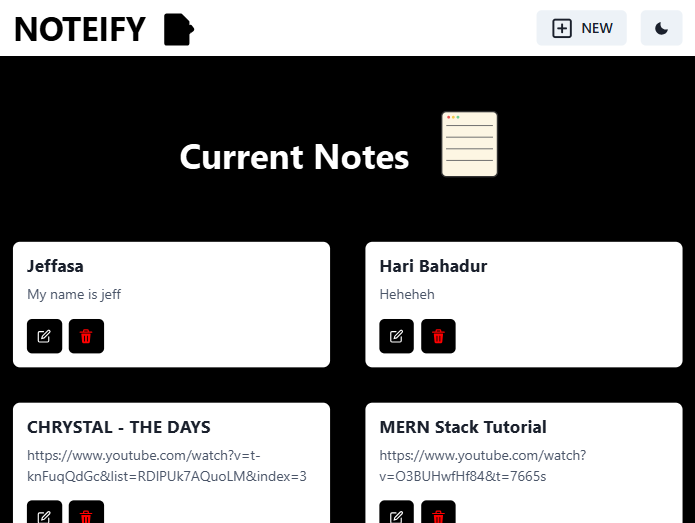 NOTEIFY
NEW
Current Notes
Jeffasa
My name is jeff
Hari Bahadur
Heheheh
CHRYSTAL - THE DAYS
https://www.youtube.com/watch?v=t-
knFuqQdGc&list=RDIPUk7AQuoLM&index=3
MERN Stack Tutorial
https://www.youtube.com/watch?
v=O3BUHwfHf84&t=7665s